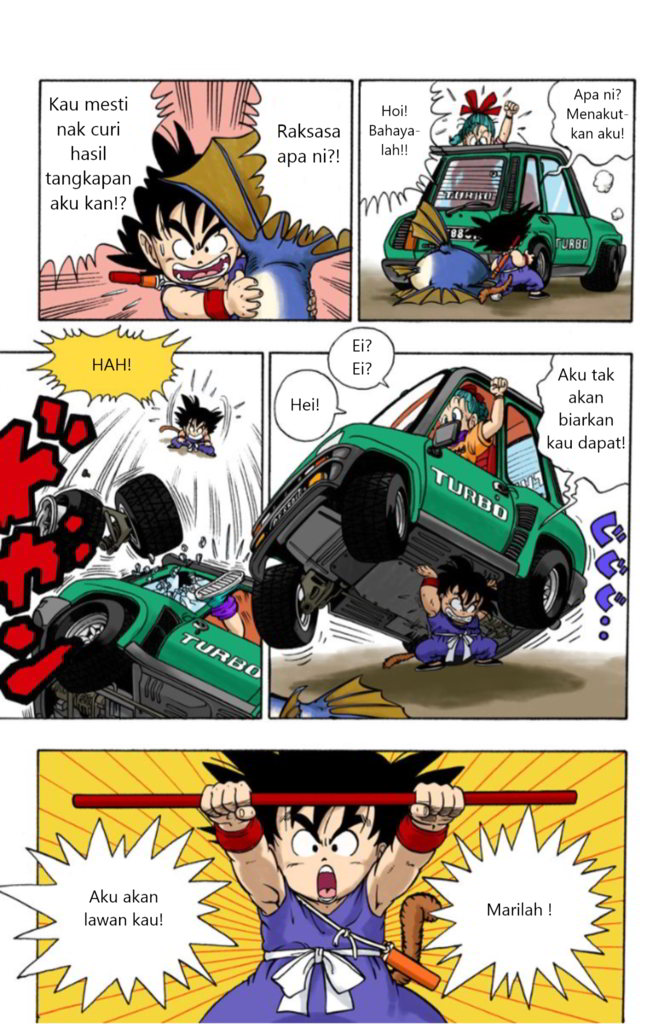 Apa ni?
Menakut-
kan aku!
Hoi!
Bahaya-
lah!!
TURBO
TURBO
Raksasa
apa ni?!
Kau mesti
nak curi
hasil
tangkapan
aku kan!?
Aku tak
akan
biarkan
kau dapat!
Ei?
Ei?
Hei!
TURBO
HAH!
TURBO
Marilah !
Aku akan
lawan kau!